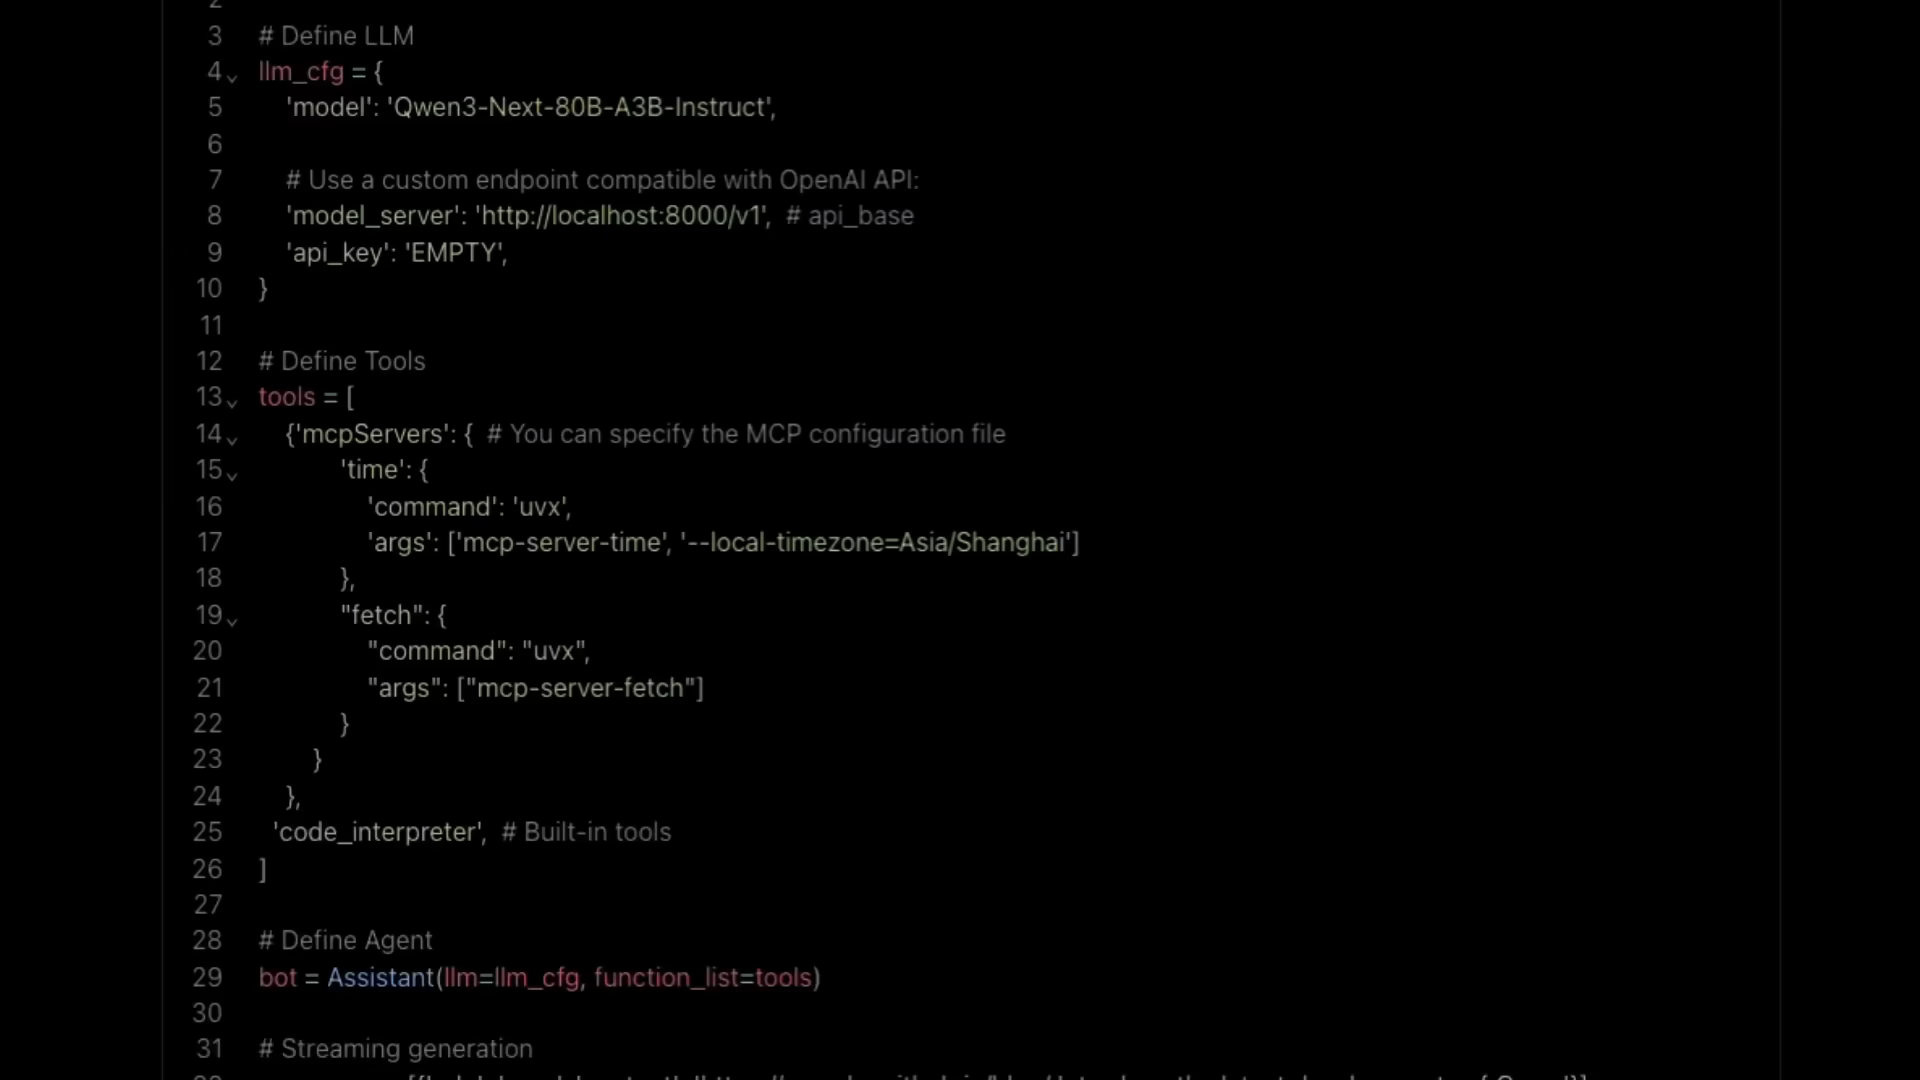 3 # Define LLM
4 llm_cfg = {
5 'model': 'Qwen3-Next-80B-A3B-Instruct',
6
7 # Use a custom endpoint compatible with OpenAI API:
8 'model_server': 'http://localhost:8000/v1', # api_base
9 'api_key': 'EMPTY',
10 }
11
12 # Define Tools
13 tools = [
14 {'mcpServers': { # You can specify the MCP configuration file
15 'time': {
16 'command': 'uvx',
17 'args': ['mcp-server-time', '--local-timezone=Asia/Shanghai']
18 },
19 "fetch": {
20 "command": "uvx",
21 "args": ["mcp-server-fetch"]
22 }
23 }
24 },
25 'code_interpreter', # Built-in tools
26 ]
27
28 # Define Agent
29 bot = Assistant(llm=llm_cfg, function_list=tools)
30
31 # Streaming generation